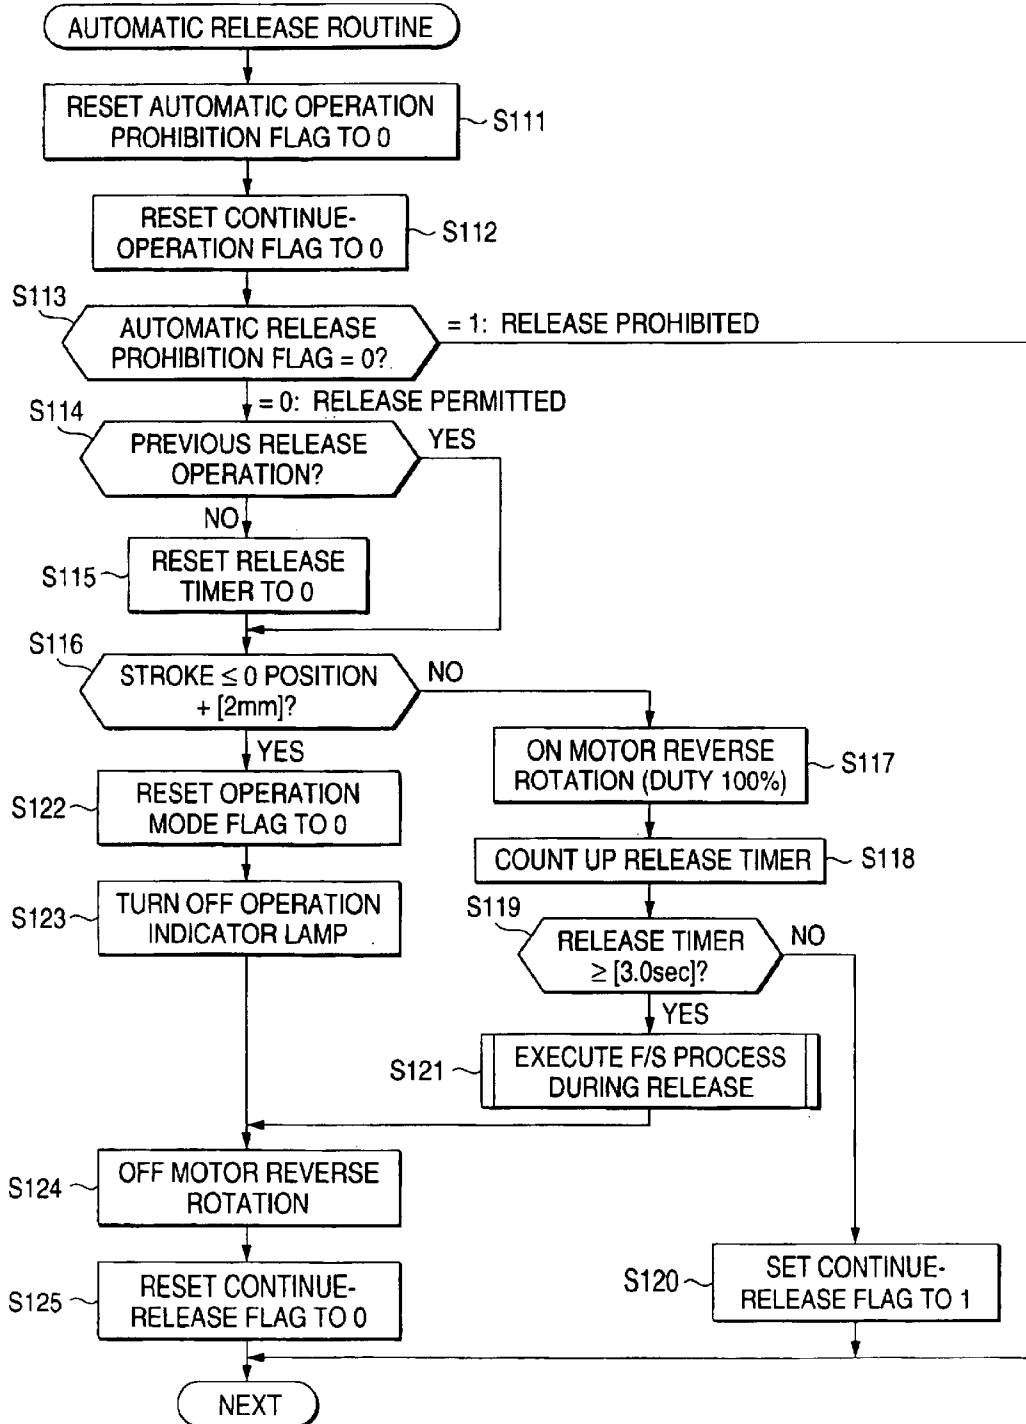 AUTOMATIC RELEASE ROUTINE
RESET AUTOMATIC OPERATION
PROHIBITION FLAG TO 0
S111
RESET CONTINUE-
OPERATION FLAG TO 0
S112
S113
AUTOMATIC RELEASE
PROHIBITION FLAG = 0?
= 1: RELEASE PROHIBITED
= 0: RELEASE PERMITTED
S114
PREVIOUS RELEASE
OPERATION?
YES
NO
S115
RESET RELEASE
TIMER TO 0
S116
STROKE ≤ 0 POSITION
+ [2mm]?
NO
YES
ON MOTOR REVERSE
ROTATION (DUTY 100%)
S117
S122
RESET OPERATION
MODE FLAG TO 0
COUNT UP RELEASE TIMER
S118
S123
TURN OFF OPERATION
INDICATOR LAMP
S119
RELEASE TIMER
≥ [3.0sec]?
NO
YES
S121
EXECUTE F/S PROCESS
DURING RELEASE
S124
OFF MOTOR REVERSE
ROTATION
S125
RESET CONTINUE-
RELEASE FLAG TO 0
S120
SET CONTINUE-
RELEASE FLAG TO 1
NEXT